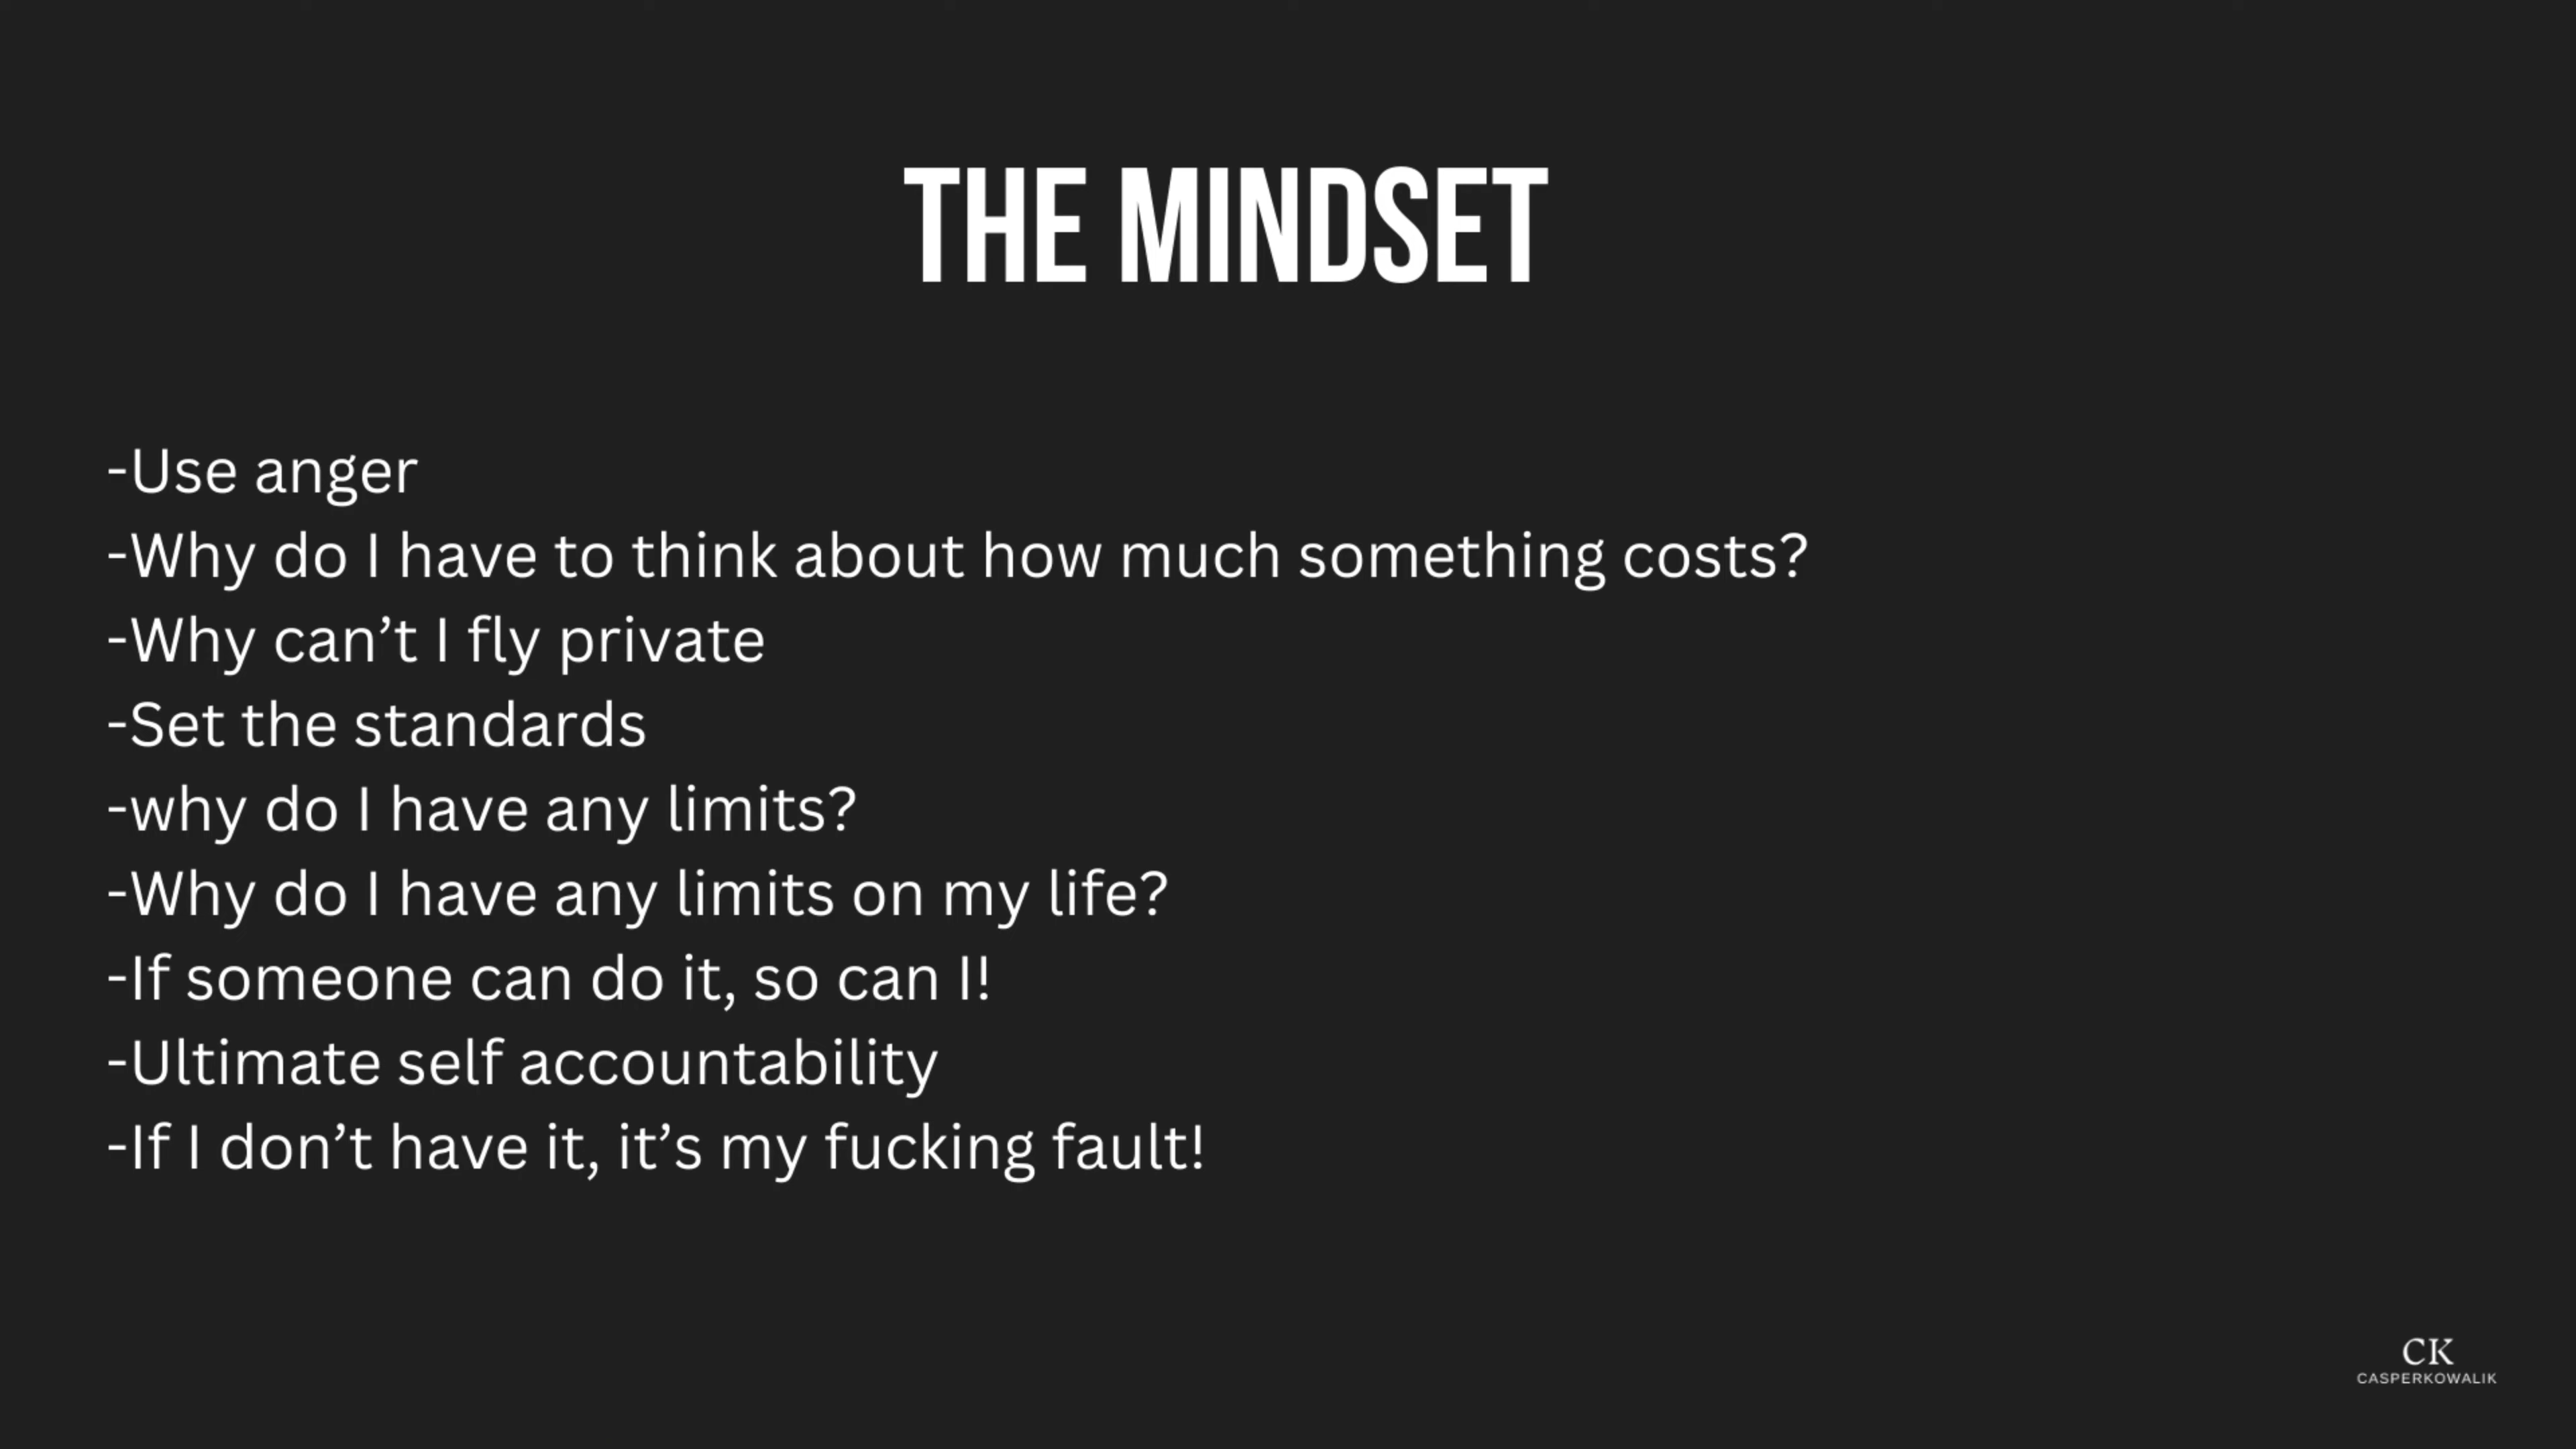 THE MINDSET
-Use anger
-Why do I have to think about how much something costs?
-Why can’t I fly private
-Set the standards
-why do I have any limits?
-Why do I have any limits on my life?
-If someone can do it, so can I!
-Ultimate self accountability
-If I don’t have it, it’s my fucking fault!
CK
CASPERKOWALIK